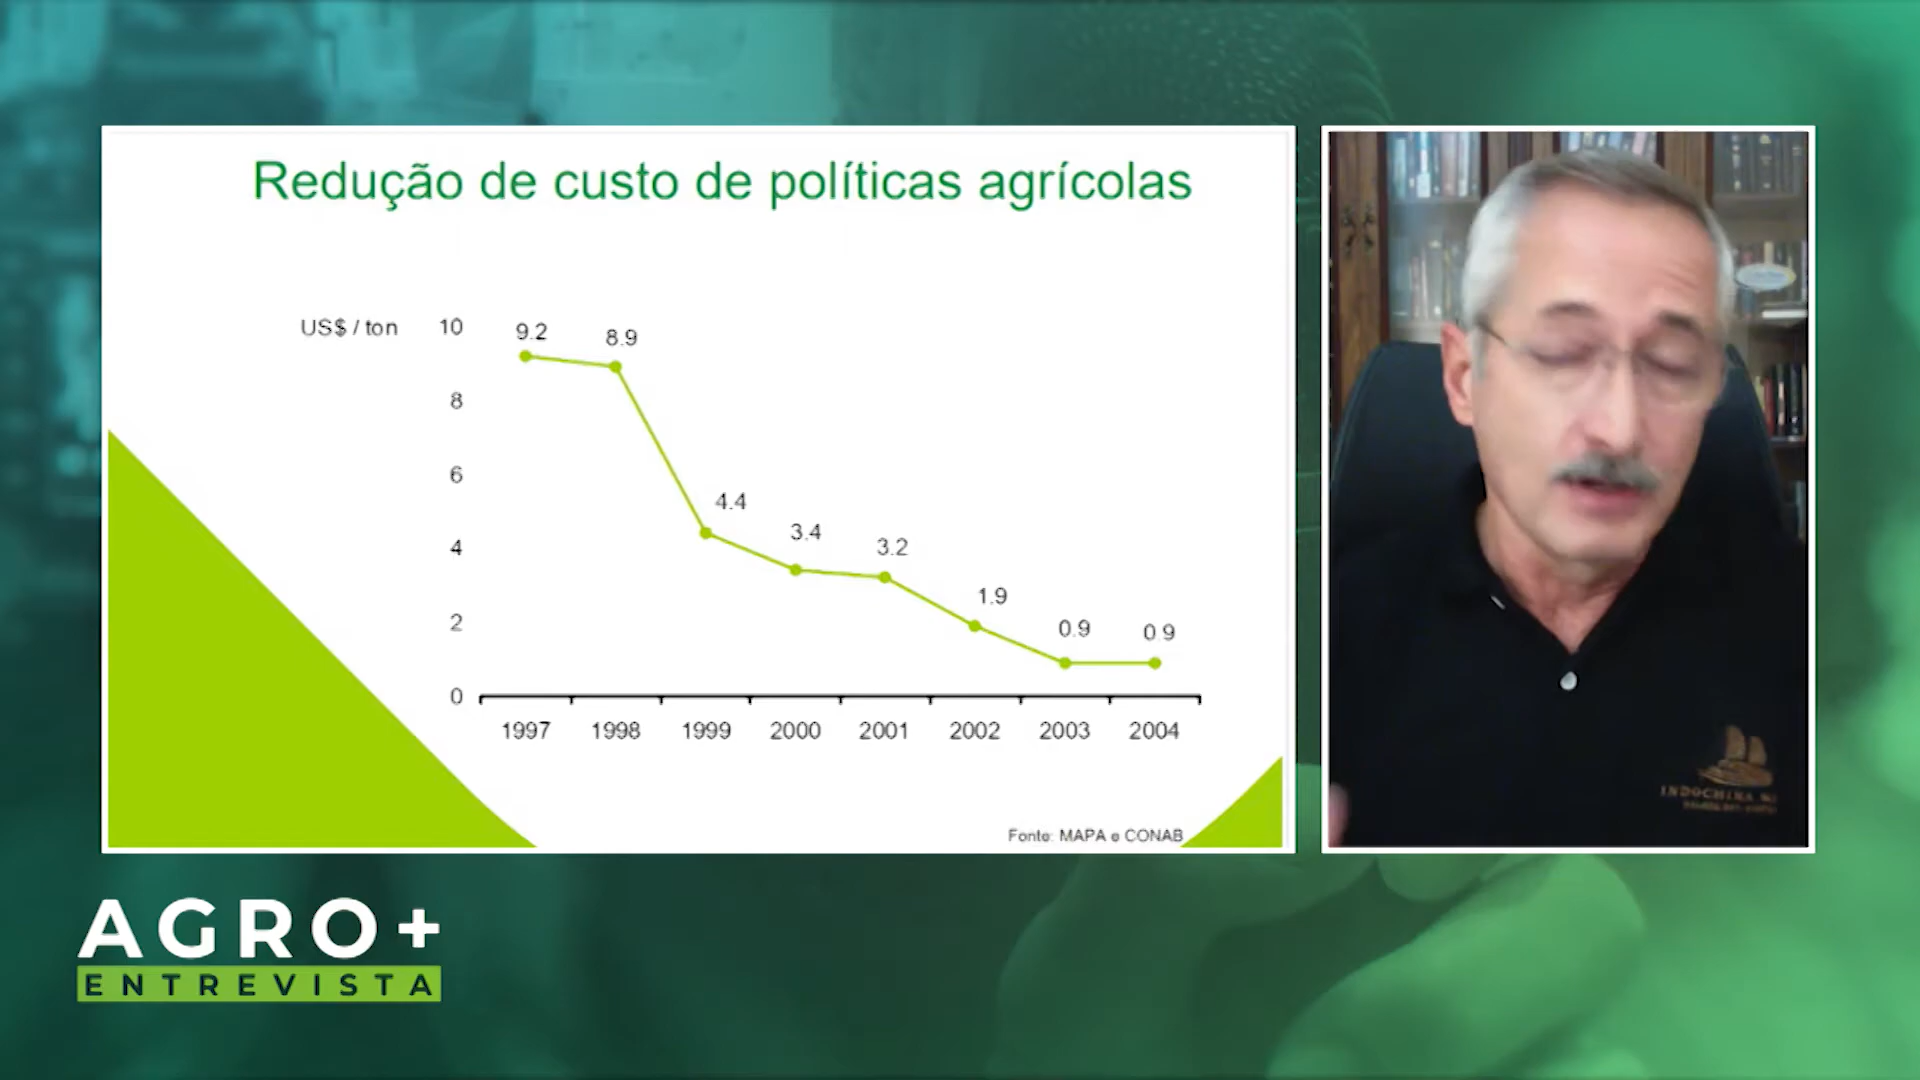 Redução de custo de políticas agrícolas
US$ / ton
10
8
6
4
2
0
9.2
8.9
4.4
3.4
3.2
1.9
0.9
0.9
1997 1998 1999 2000 2001 2002 2003 2004
Fonte: MAPA e CONAB
INDOCHINA
AGRO+
ENTREVISTA